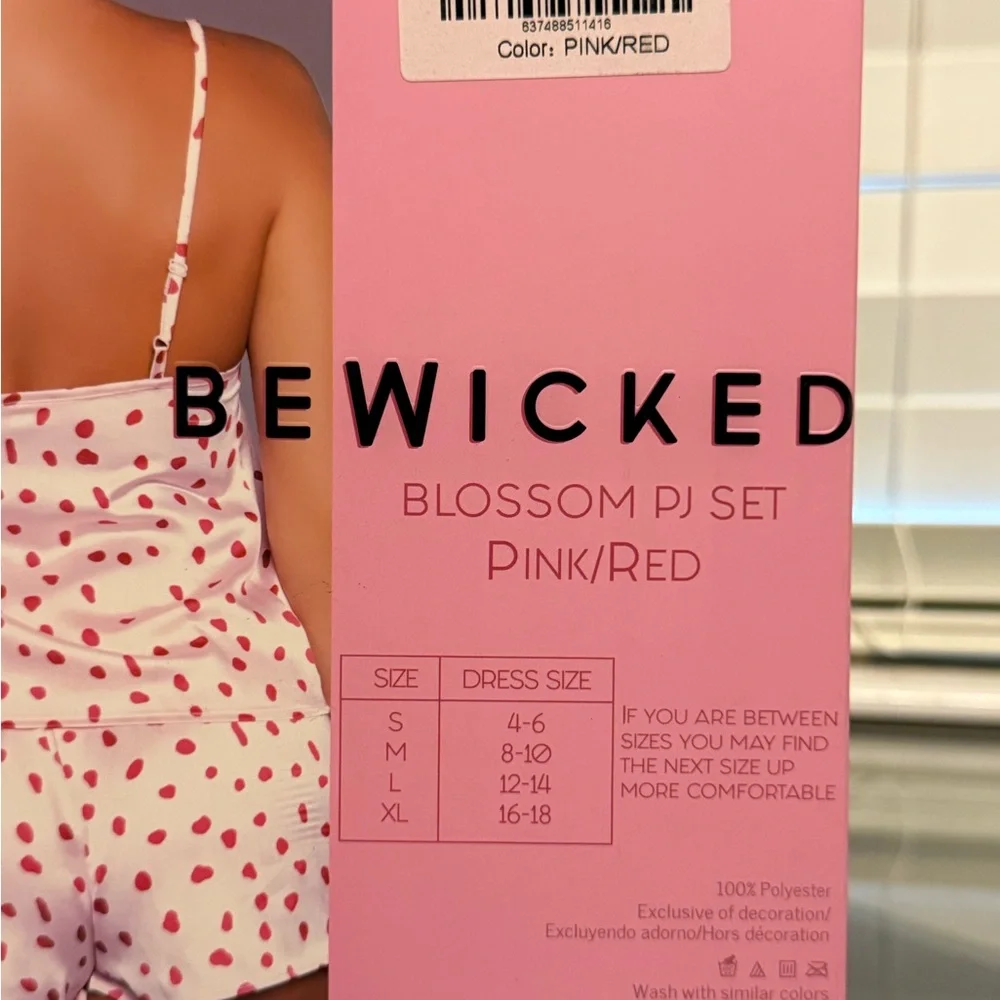 637488511416
Color: PINK/RED
BEWICKED
BLOSSOM PJ SET
PINK/RED
SIZE DRESS SIZE
S 4-6
M 8-10
L 12-14
XL 16-18
IF YOU ARE BETWEEN
SIZES YOU MAY FIND
THE NEXT SIZE UP
MORE COMFORTABLE
100% Polyester
Exclusive of decoration/
Excluyendo adorno/Hors décoration
Wash with similar colors